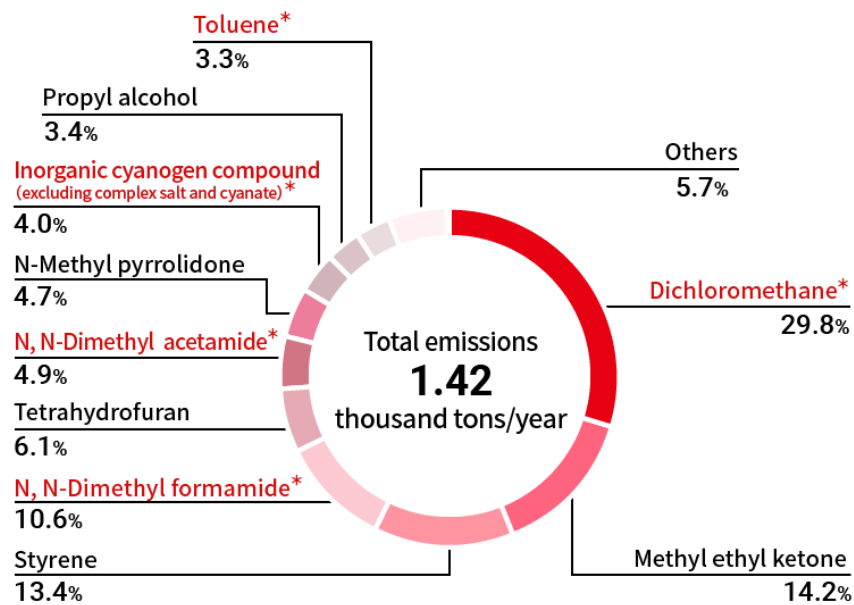 Toluene*
3.3%
Propyl alcohol
3.4%
Inorganic cyanogen compound
(excluding complex salt and cyanate)*
4.0%
N-Methyl pyrrolidone
4.7%
N, N-Dimethyl acetamide*
4.9%
Tetrahydrofuran
6.1%
N, N-Dimethyl formamide*
10.6%
Styrene
13.4%
Total emissions
1.42
thousand tons/year
Others
5.7%
Dichloromethane*
29.8%
Methyl ethyl ketone
14.2%